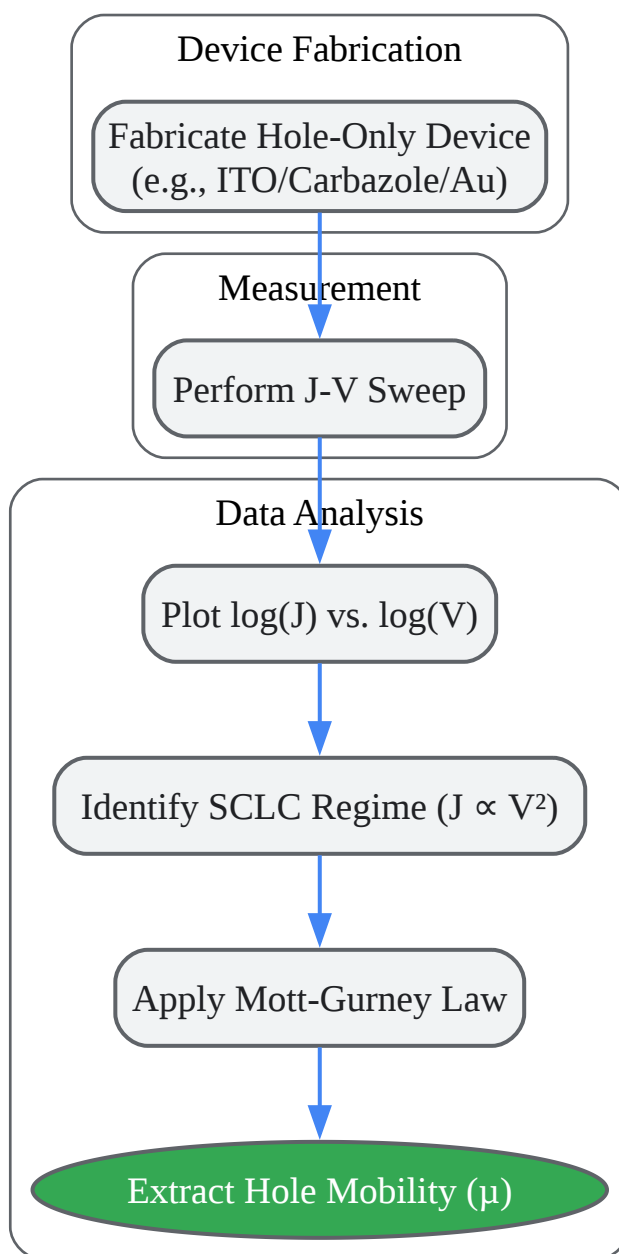 Device Fabrication
Fabricate Hole-Only Device
(e.g., ITO/Carbazole/Au)
Measurement
Perform J-V Sweep
Data Analysis
Plot log(J) vs. log(V)
Identify SCLC Regime (J ∝ V²)
Apply Mott-Gurney Law
Extract Hole Mobility (µ)